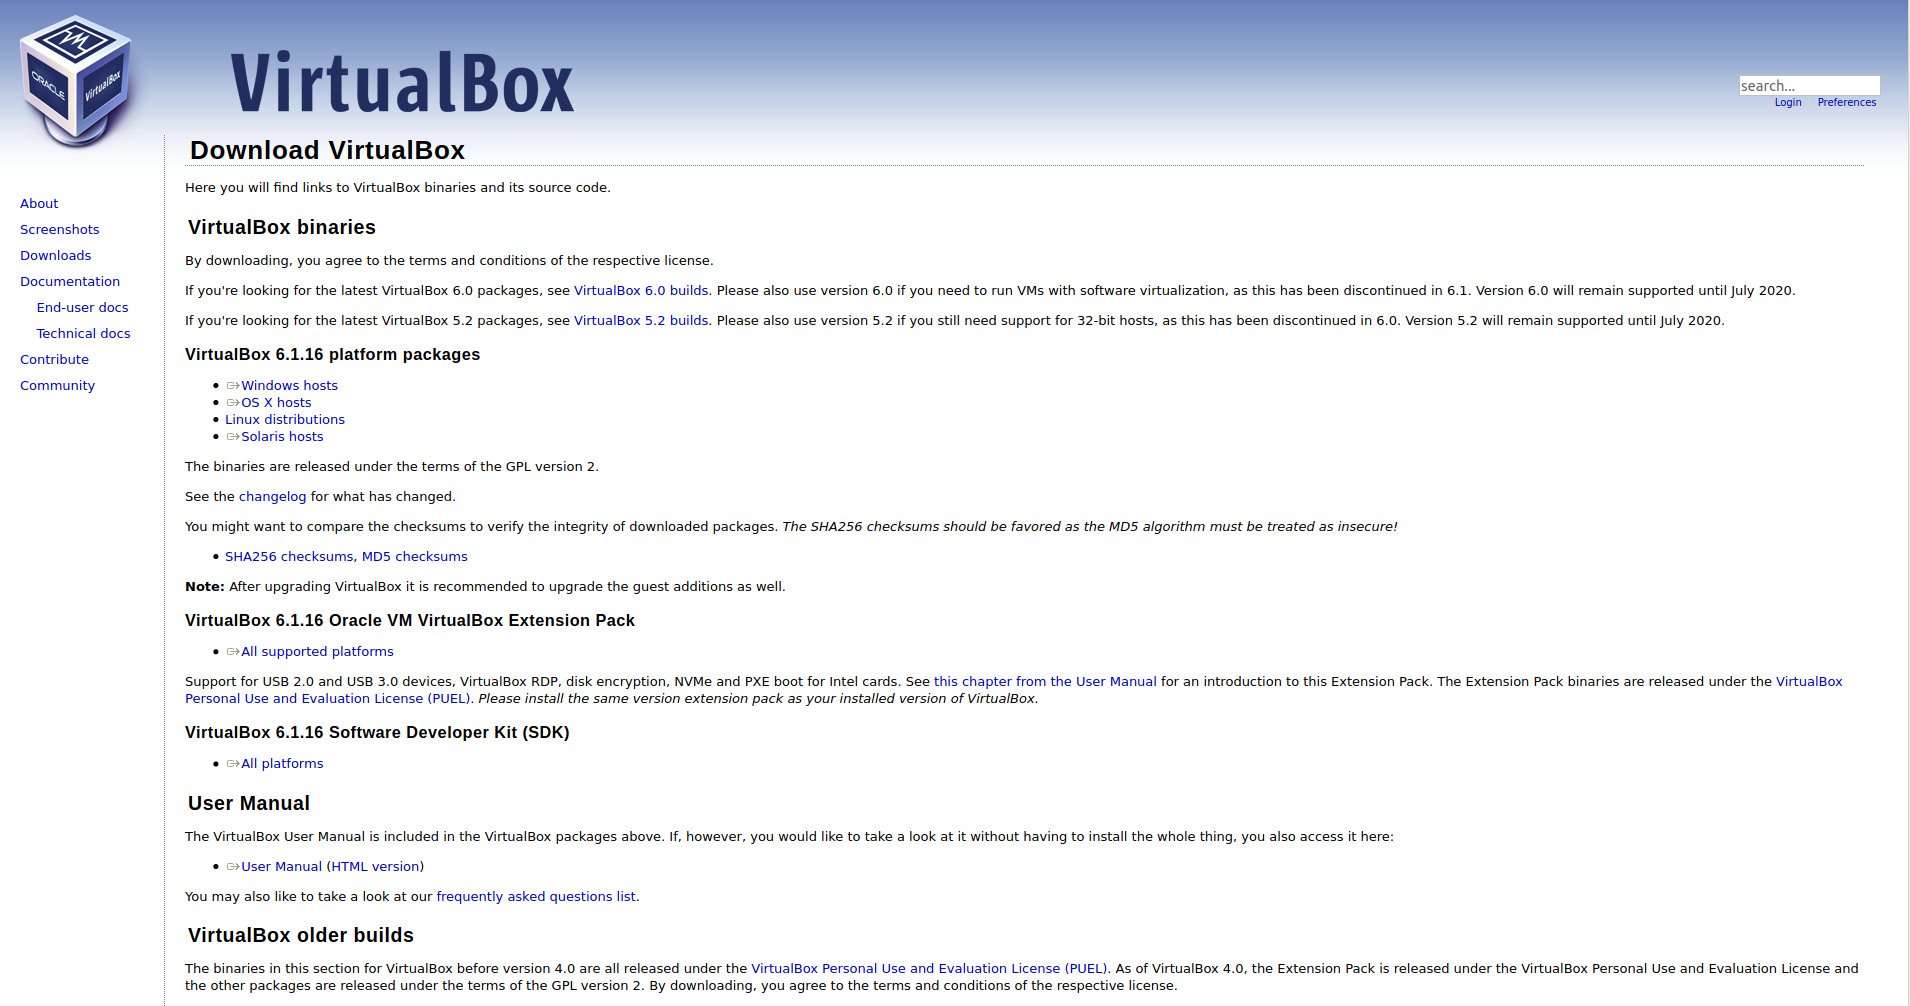 ORACLE
VirtualBox
VirtualBox
search...
Login Preferences
About
Screenshots
Downloads
Documentation
End-user docs
Technical docs
Contribute
Community
Download VirtualBox
Here you will find links to VirtualBox binaries and its source code.
VirtualBox binaries
By downloading, you agree to the terms and conditions of the respective license.
If you're looking for the latest VirtualBox 6.0 packages, see VirtualBox 6.0 builds. Please also use version 6.0 if you need to run VMs with software virtualization, as this has been discontinued in 6.1. Version 6.0 will remain supported until July 2020.
If you're looking for the latest VirtualBox 5.2 packages, see VirtualBox 5.2 builds. Please also use version 5.2 if you still need support for 32-bit hosts, as this has been discontinued in 6.0. Version 5.2 will remain supported until July 2020.
VirtualBox 6.1.16 platform packages
Windows hosts
OS X hosts
Linux distributions
Solaris hosts
The binaries are released under the terms of the GPL version 2.
See the changelog for what has changed.
You might want to compare the checksums to verify the integrity of downloaded packages. The SHA256 checksums should be favored as the MD5 algorithm must be treated as insecure!
SHA256 checksums, MD5 checksums
Note: After upgrading VirtualBox it is recommended to upgrade the guest additions as well.
VirtualBox 6.1.16 Oracle VM VirtualBox Extension Pack
All supported platforms
Support for USB 2.0 and USB 3.0 devices, VirtualBox RDP, disk encryption, NVMe and PXE boot for Intel cards. See this chapter from the User Manual for an introduction to this Extension Pack. The Extension Pack binaries are released under the VirtualBox
Personal Use and Evaluation License (PUEL). Please install the same version extension pack as your installed version of VirtualBox.
VirtualBox 6.1.16 Software Developer Kit (SDK)
All platforms
User Manual
The VirtualBox User Manual is included in the VirtualBox packages above. If, however, you would like to take a look at it without having to install the whole thing, you also access it here:
User Manual (HTML version)
You may also like to take a look at our frequently asked questions list.
VirtualBox older builds
The binaries in this section for VirtualBox before version 4.0 are all released under the VirtualBox Personal Use and Evaluation License (PUEL). As of VirtualBox 4.0, the Extension Pack is released under the VirtualBox Personal Use and Evaluation License and
the other packages are released under the terms of the GPL version 2. By downloading, you agree to the terms and conditions of the respective license.